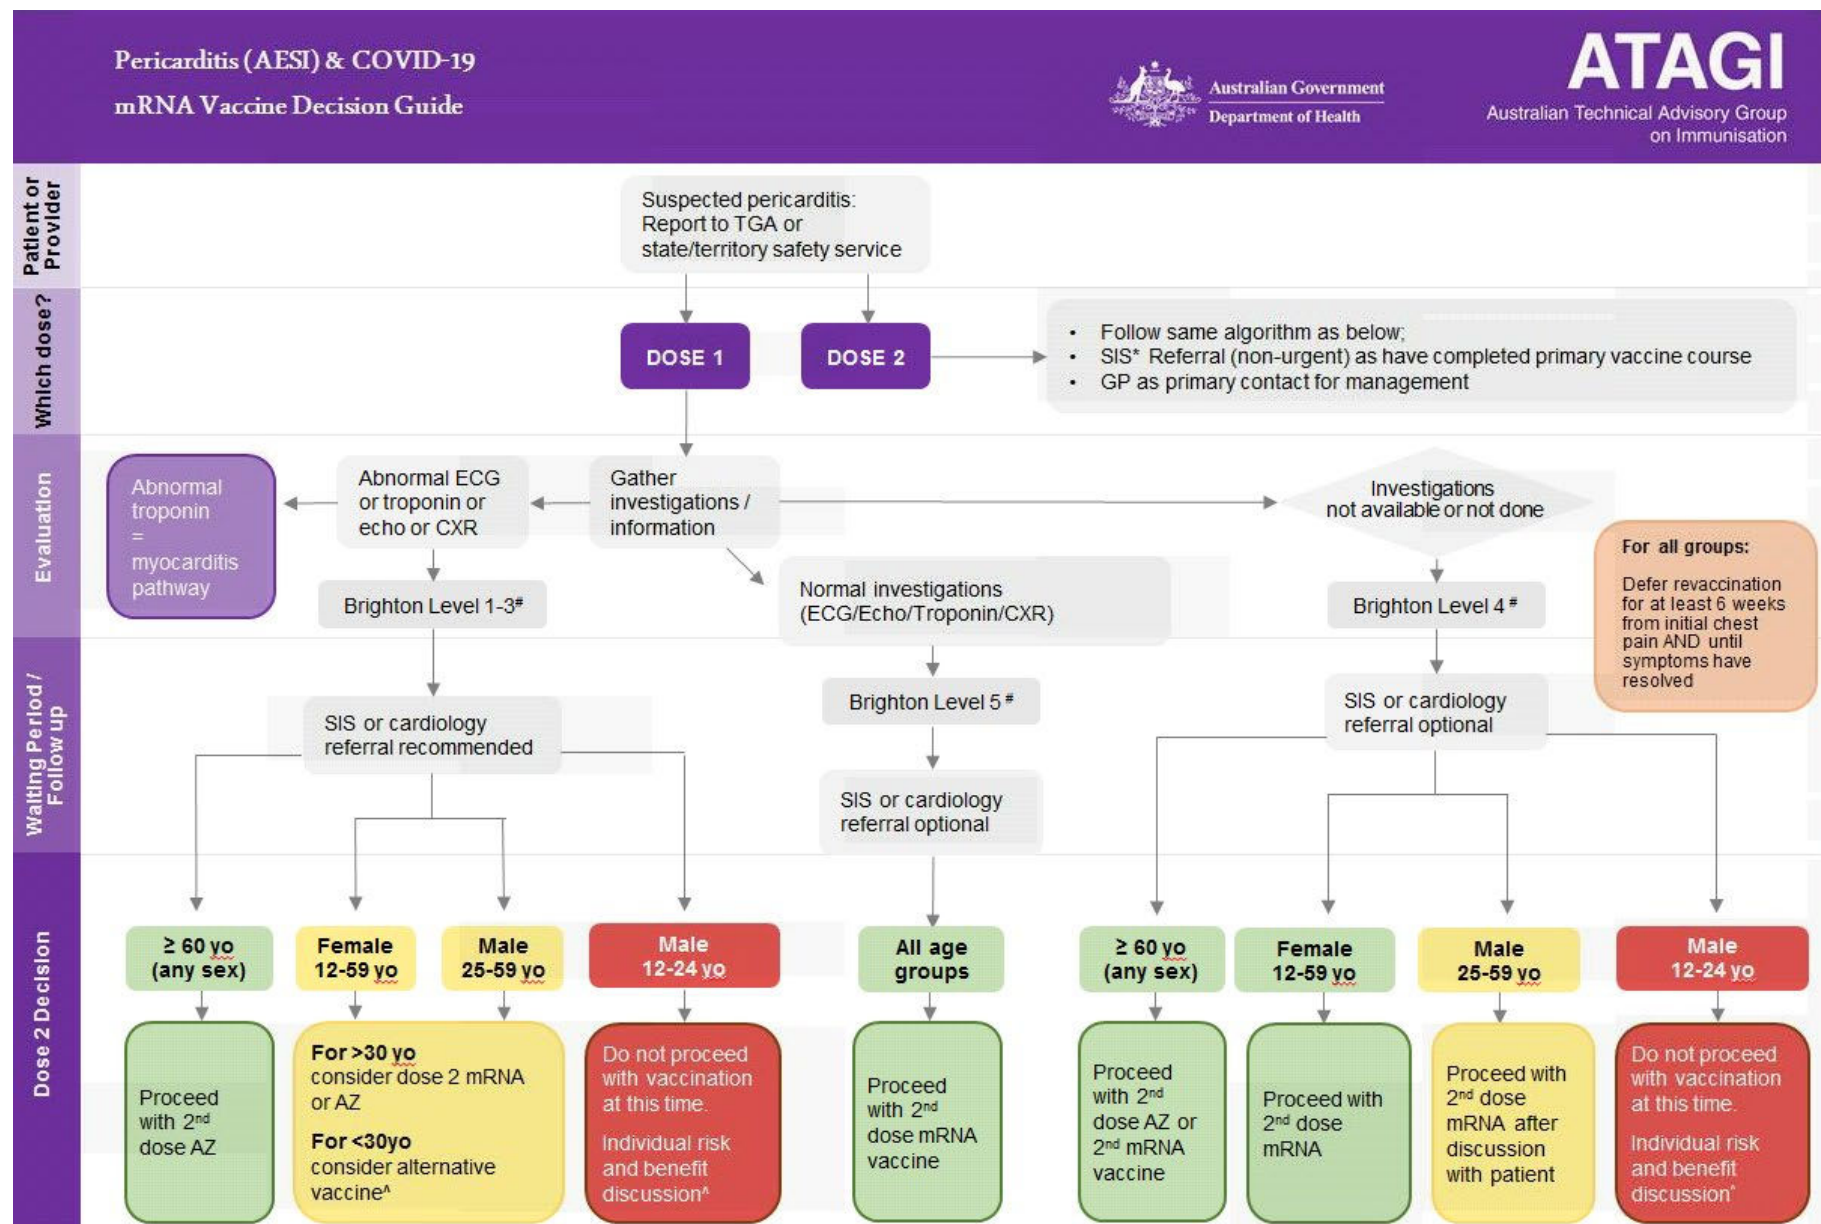 Pericarditis (AESI) & COVID-19
mRNA Vaccine Decision Guide
Australian Government
Department of Health
ATAGI
Australian Technical Advisory Group
on Immunisation
Patient or
Provider
Suspected pericarditis:
Report to TGA or
state/territory safety service
Which dose?
DOSE 1
DOSE 2
• Follow same algorithm as below;
• SIS* Referral (non-urgent) as have completed primary vaccine course
• GP as primary contact for management
Evaluation
Abnormal
troponin
=
myocarditis
pathway
Abnormal ECG
or troponin or
echo or CXR
Gather
investigations /
information
Investigations
not available or not done
Brighton Level 1-3#
Normal investigations
(ECG/Echo/Troponin/CXR)
Brighton Level 4 #
For all groups:
Defer revaccination
for at least 6 weeks
from initial chest
pain AND until
symptoms have
resolved
Waiting Period /
Follow up
SIS or cardiology
referral recommended
Brighton Level 5 #
SIS or cardiology
referral optional
SIS or cardiology
referral optional
Dose 2 Decision
≥ 60 yo
(any sex)
Female
12-59 yo
Male
25-59 yo
Male
12-24 yo
All age
groups
≥ 60 yo
(any sex)
Female
12-59 yo
Male
25-59 yo
Male
12-24 yo
Proceed
with 2nd
dose AZ
For >30 yo
consider dose 2 mRNA
or AZ
For <30yo
consider alternative
vaccine^
Do not proceed
with vaccination
at this time.
Individual risk
and benefit
discussion^
Proceed
with 2nd
dose mRNA
vaccine
Proceed
with 2nd
dose AZ or
2nd mRNA
vaccine
Proceed with
2nd dose
mRNA
Proceed with
2nd dose
mRNA after
discussion
with patient
Do not proceed
with vaccination
at this time.
Individual risk
and benefit
discussion^